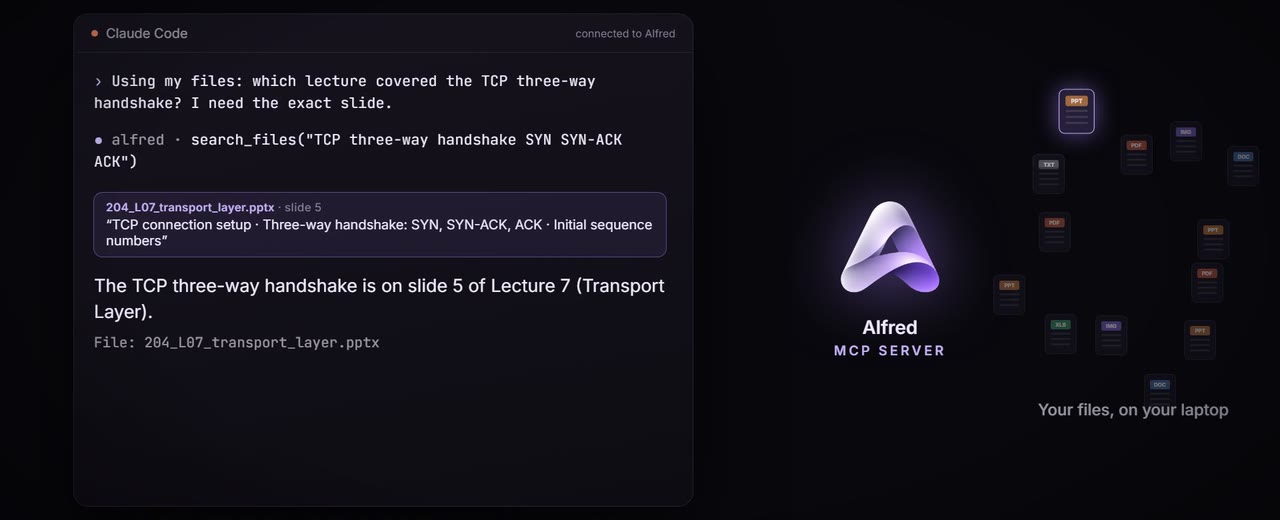 Claude Code
connected to Alfred
› Using my files: which lecture covered the TCP three-way
handshake? I need the exact slide.
● alfred · search_files("TCP three-way handshake SYN SYN-ACK
ACK")
204_L07_transport_layer.pptx · slide 5
“TCP connection setup · Three-way handshake: SYN, SYN-ACK, ACK · Initial sequence
numbers”
The TCP three-way handshake is on slide 5 of Lecture 7 (Transport
Layer).
File: 204_L07_transport_layer.pptx
Alfred
MCP SERVER
PPT
IMG
PDF
DOC
TXT
PDF
PPT
PDF
PPT
XLS
IMG
PPT
DOC
Your files, on your laptop